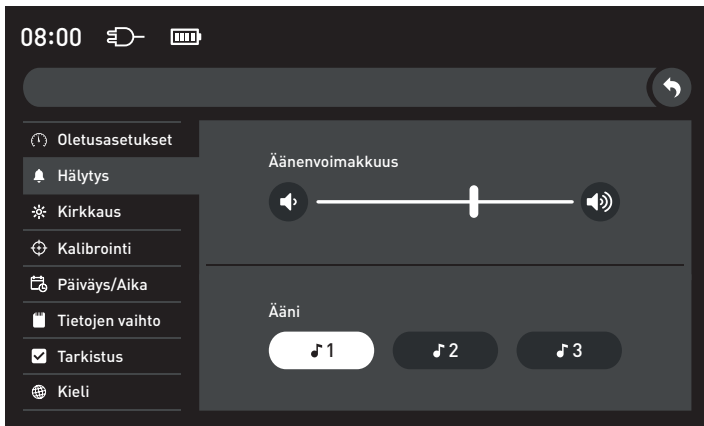 08:00
Oletusasetukset
Hälytys
Kirkkaus
Kalibrointi
Päiväys/Aika
Tietojen vaihto
Tarkistus
Kieli
Äänenvoimakkuus
Ääni
1 2 3